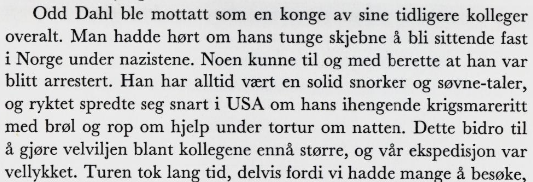 Odd Dahl ble mottatt som en konge av sine tidligere kolleger
overalt. Man hadde hørt om hans tunge skjebne å bli sittende fast
i Norge under nazistene. Noen kunne til og med berette at han var
blitt arrestert. Han har alltid vært en solid snorker og søvne-taler,
og ryktet spredte seg snart i USA om hans ihengende krigsmareritt
med brøl og rop om hjelp under tortur om natten. Dette bidro til
å gjøre velviljen blant kollegene ennå større, og vår ekspedisjon var
vellykket. Turen tok lang tid, delvis fordi vi hadde mange å besøke,